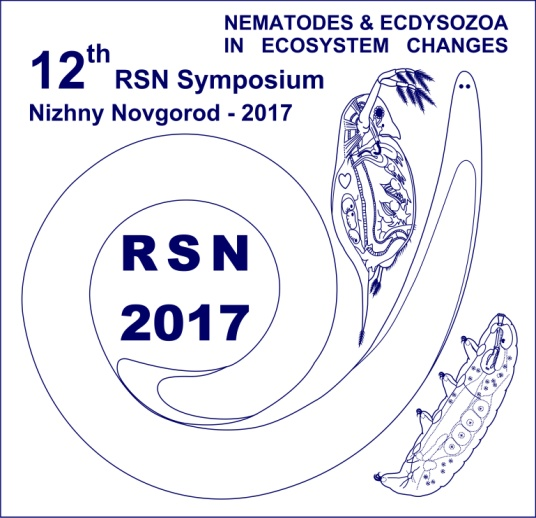 NEMATODES & ECDYSOZOA
IN ECOSYSTEM CHANGES
12th RSN Symposium
Nizhny Novgorod - 2017
RSN
2017